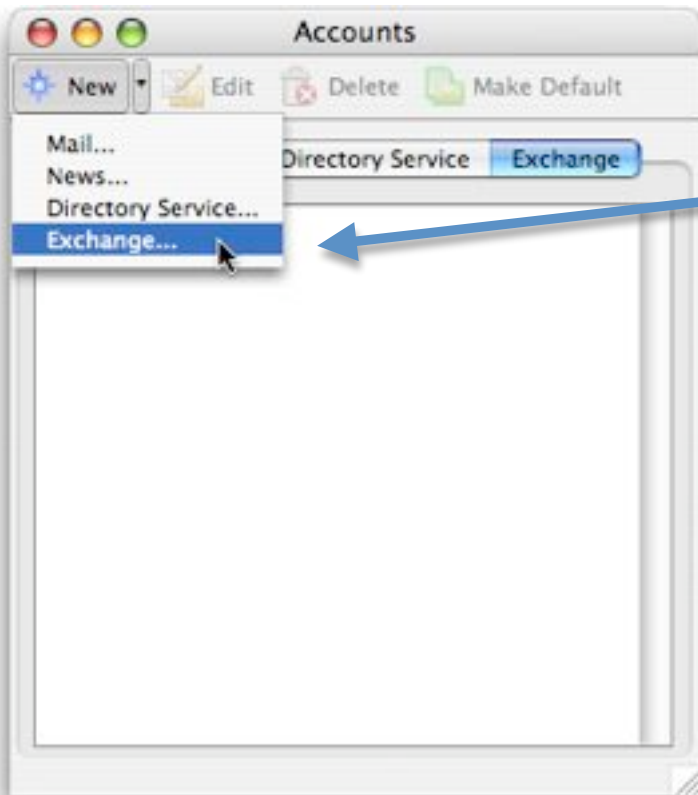 Accounts
New Edit Delete Make Default
Mail...
News...
Directory Service...
Exchange...
Directory Service Exchange